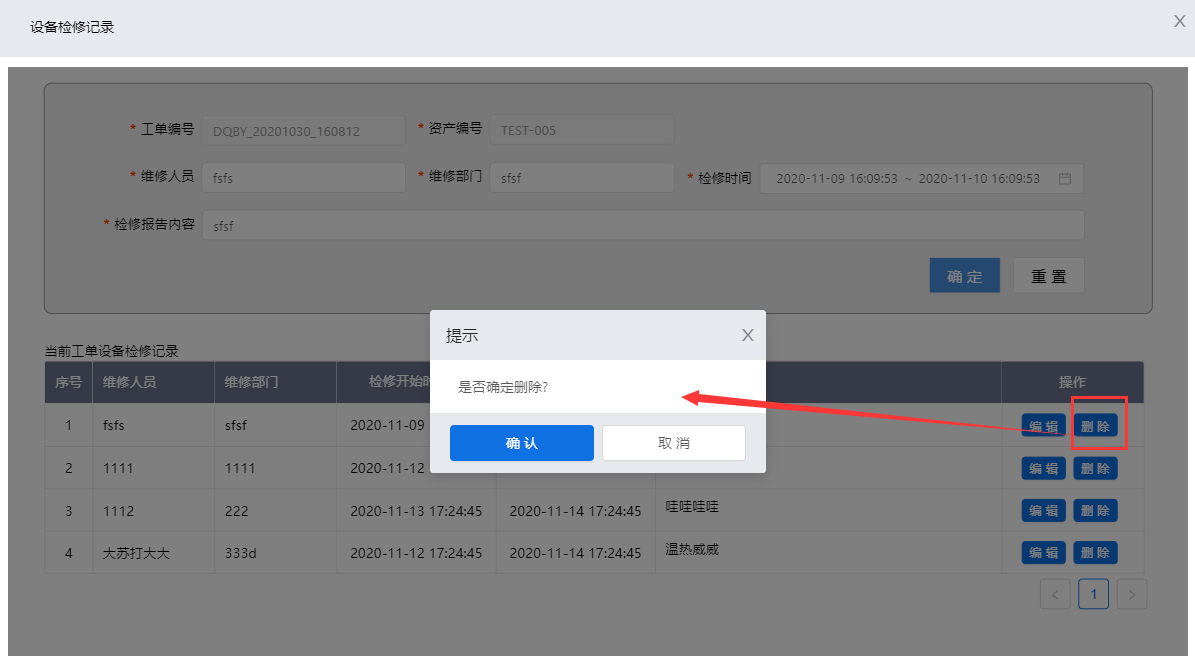 设备检修记录 X
* 工单编号 DQBY_20201030_160812 * 资产编号 TEST-005
* 维修人员 fsfs * 维修部门 sfsf * 检修时间 2020-11-09 16:09:53 ~ 2020-11-10 16:09:53
* 检修报告内容 sfsf
确 定 重 置
提示 X
是否确定删除?
确 认 取 消
当前工单设备检修记录
序号 维修人员 维修部门 检修开始时 操作
1 fsfs sfsf 2020-11-09 编 辑 删 除
2 1111 1111 2020-11-12 编 辑 删 除
3 1112 222 2020-11-13 17:24:45 2020-11-14 17:24:45 哇哇哇哇 编 辑 删 除
4 大苏打大大 333d 2020-11-12 17:24:45 2020-11-14 17:24:45 温热威威 编 辑 删 除
< 1 >